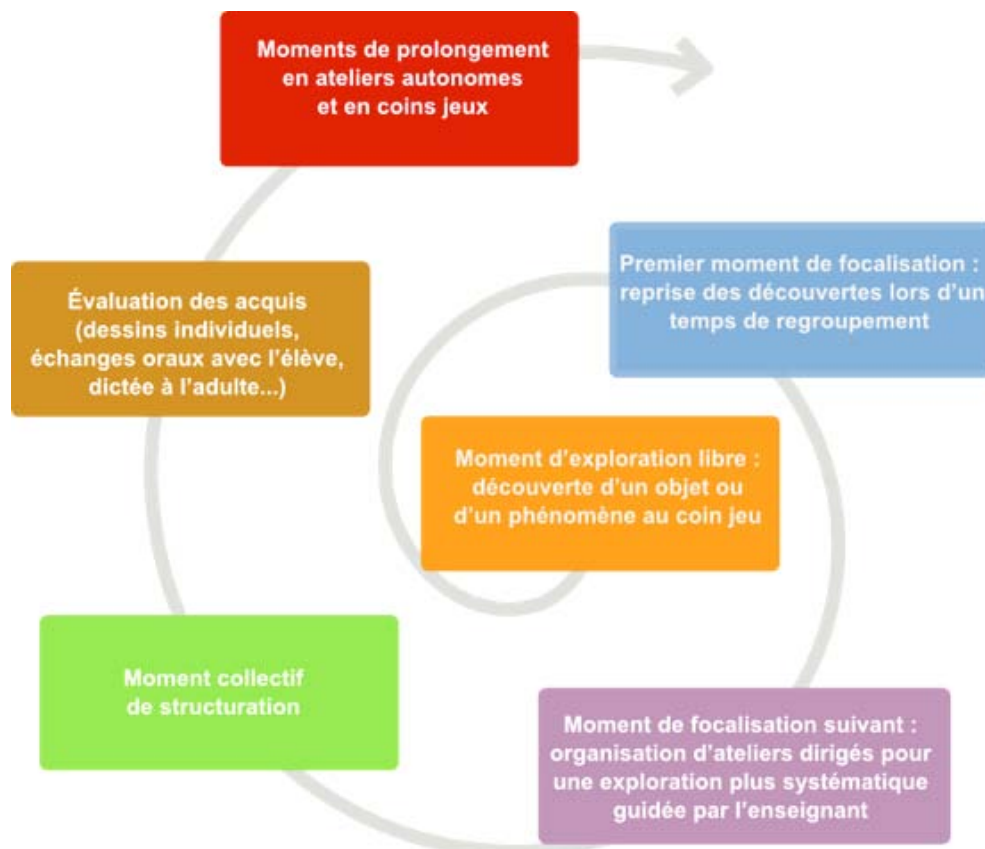 Moments de prolongement
en ateliers autonomes
et en coins jeux
Premier moment de focalisation :
reprise des découvertes lors d'un
temps de regroupement
Évaluation des acquis
(dessins individuels,
échanges oraux avec l'élève,
dictée à l'adulte...)
Moment d'exploration libre :
découverte d'un objet ou
d'un phénomène au coin jeu
Moment collectif
de structuration
Moment de focalisation suivant :
organisation d'ateliers dirigés pour
une exploration plus systématique
guidée par l'enseignant